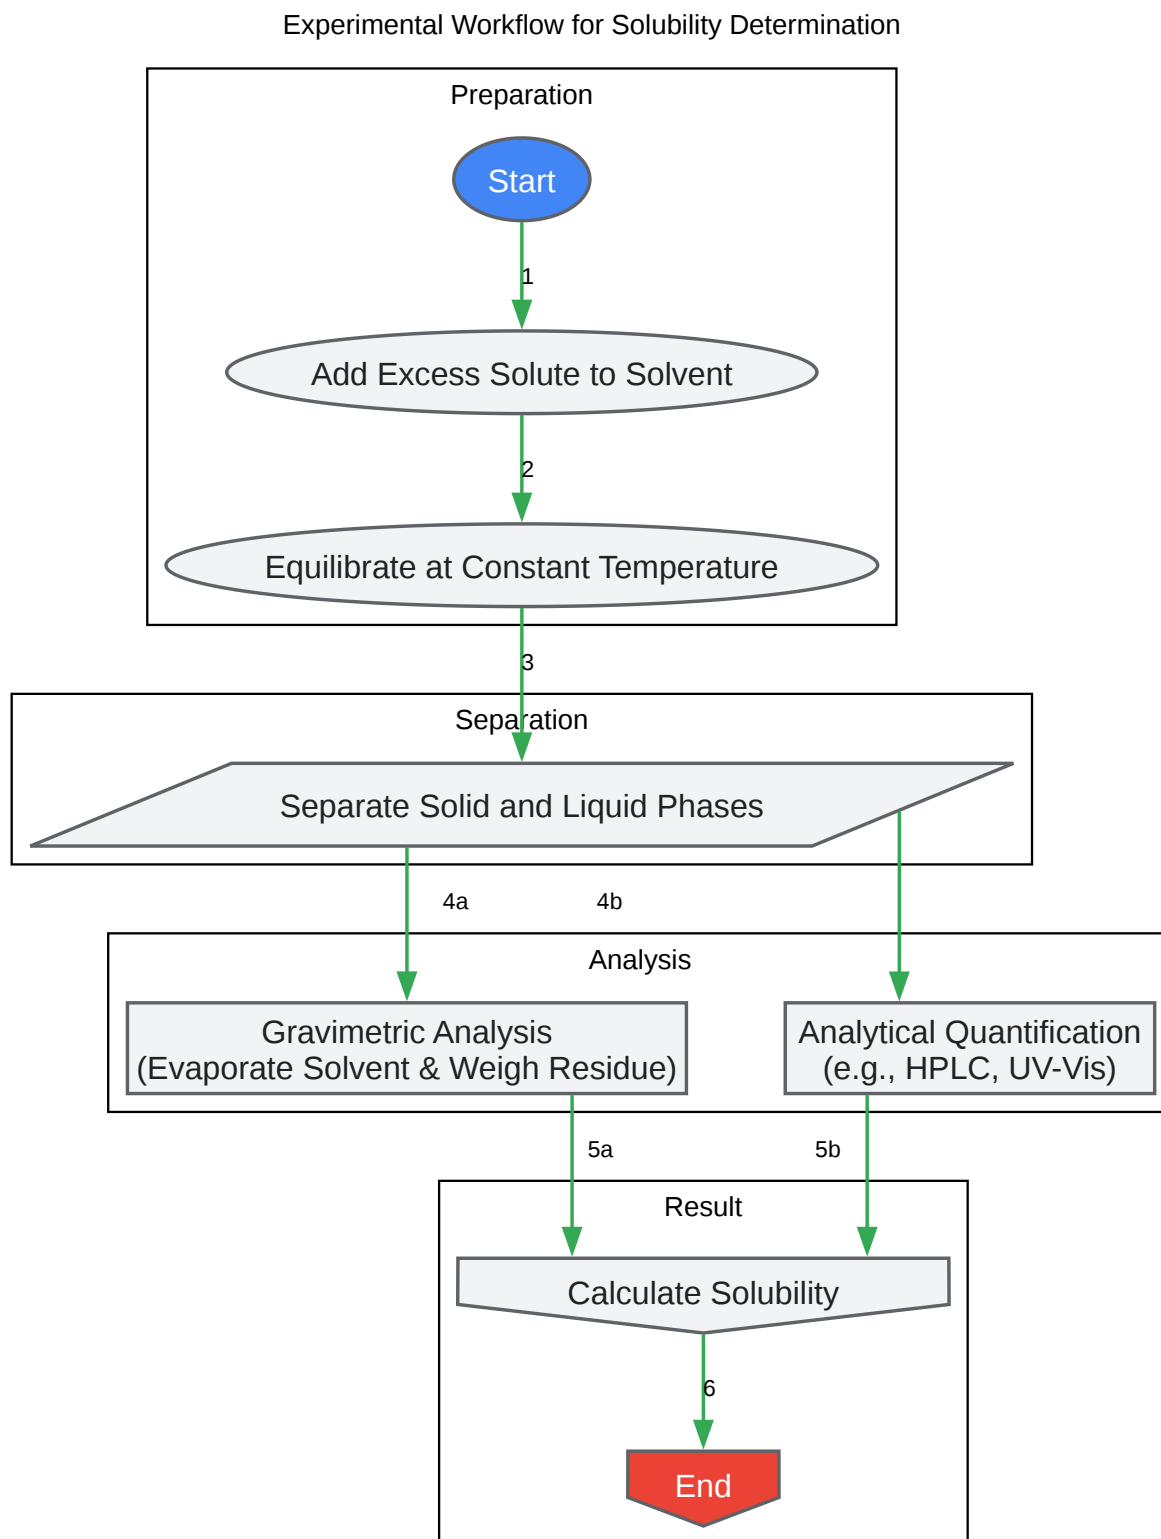 Experimental Workflow for Solubility Determination
Preparation
Start
1
Add Excess Solute to Solvent
2
Equilibrate at Constant Temperature
3
Separation
Separate Solid and Liquid Phases
4a
4b
Analysis
Gravimetric Analysis
(Evaporate Solvent & Weigh Residue)
Analytical Quantification
(e.g., HPLC, UV-Vis)
5a
5b
Result
Calculate Solubility
6
End